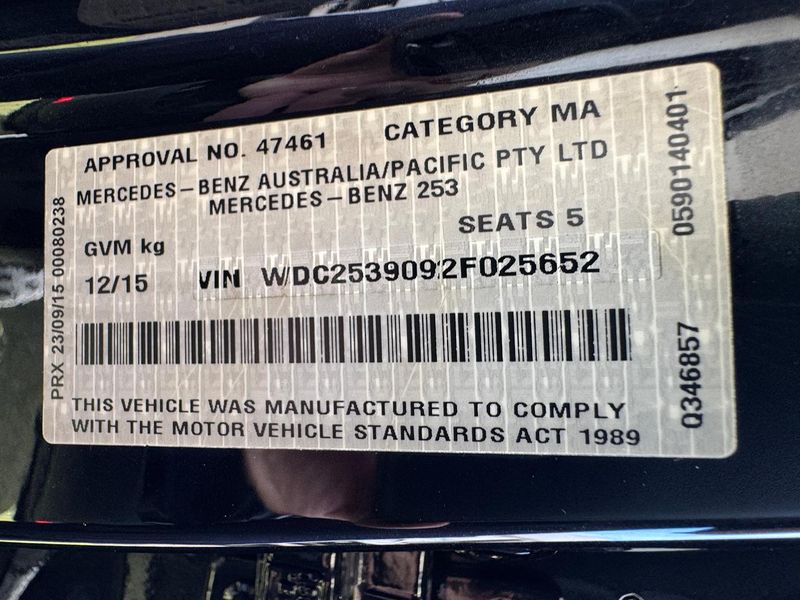 APPROVAL NO. 47461 CATEGORY MA
MERCEDES-BENZ AUSTRALIA/PACIFIC PTY LTD
MERCEDES-BENZ 253
GVM kg SEATS 5
12/15 VIN WDC2539092F025652
THIS VEHICLE WAS MANUFACTURED TO COMPLY
WITH THE MOTOR VEHICLE STANDARDS ACT 1989
PRX 23/09/15 00080238
0590140401
Q346857